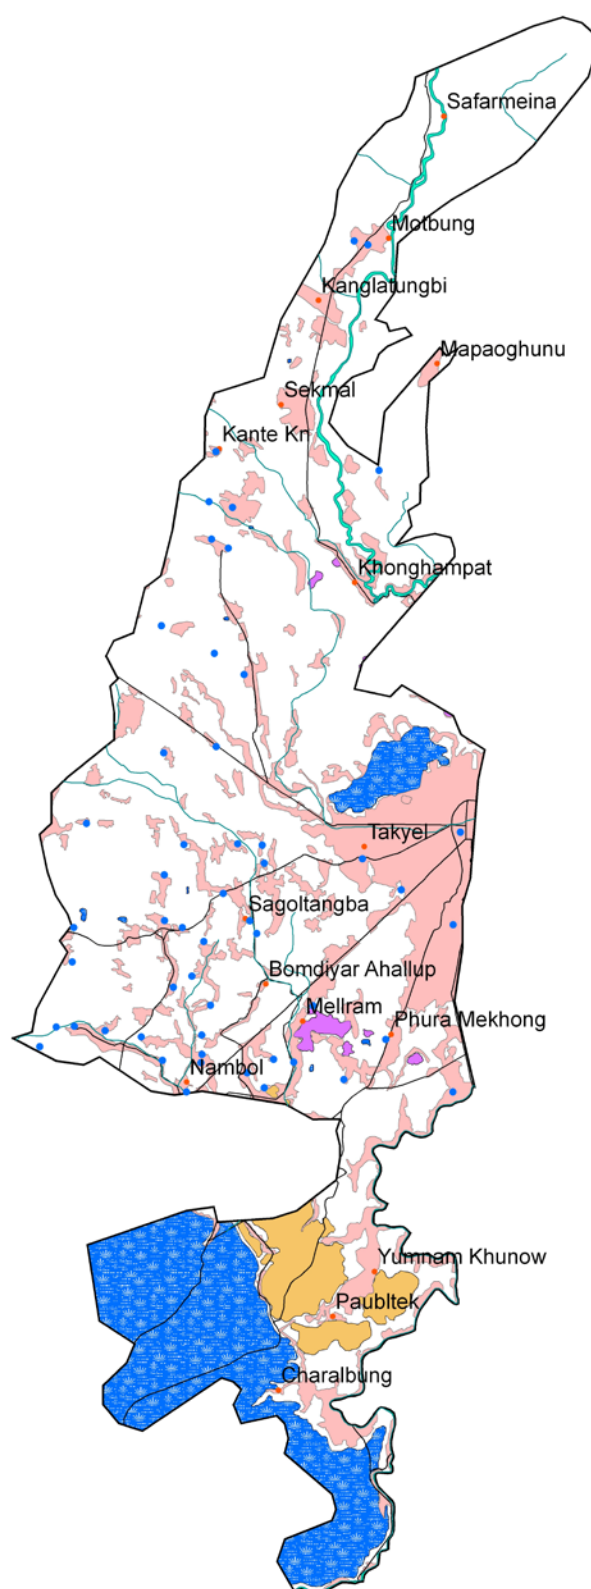 Safarmeina
Motbung
Kanglatungbi
Mapaoghunu
Sekmal
Kante Kn
Khonghampat
Takyel
Sagoltangba
Bomdiyar Ahallup
Mellram
Phura Mekhong
Nambol
Yumnam Khunow
Paubltek
Charalbung